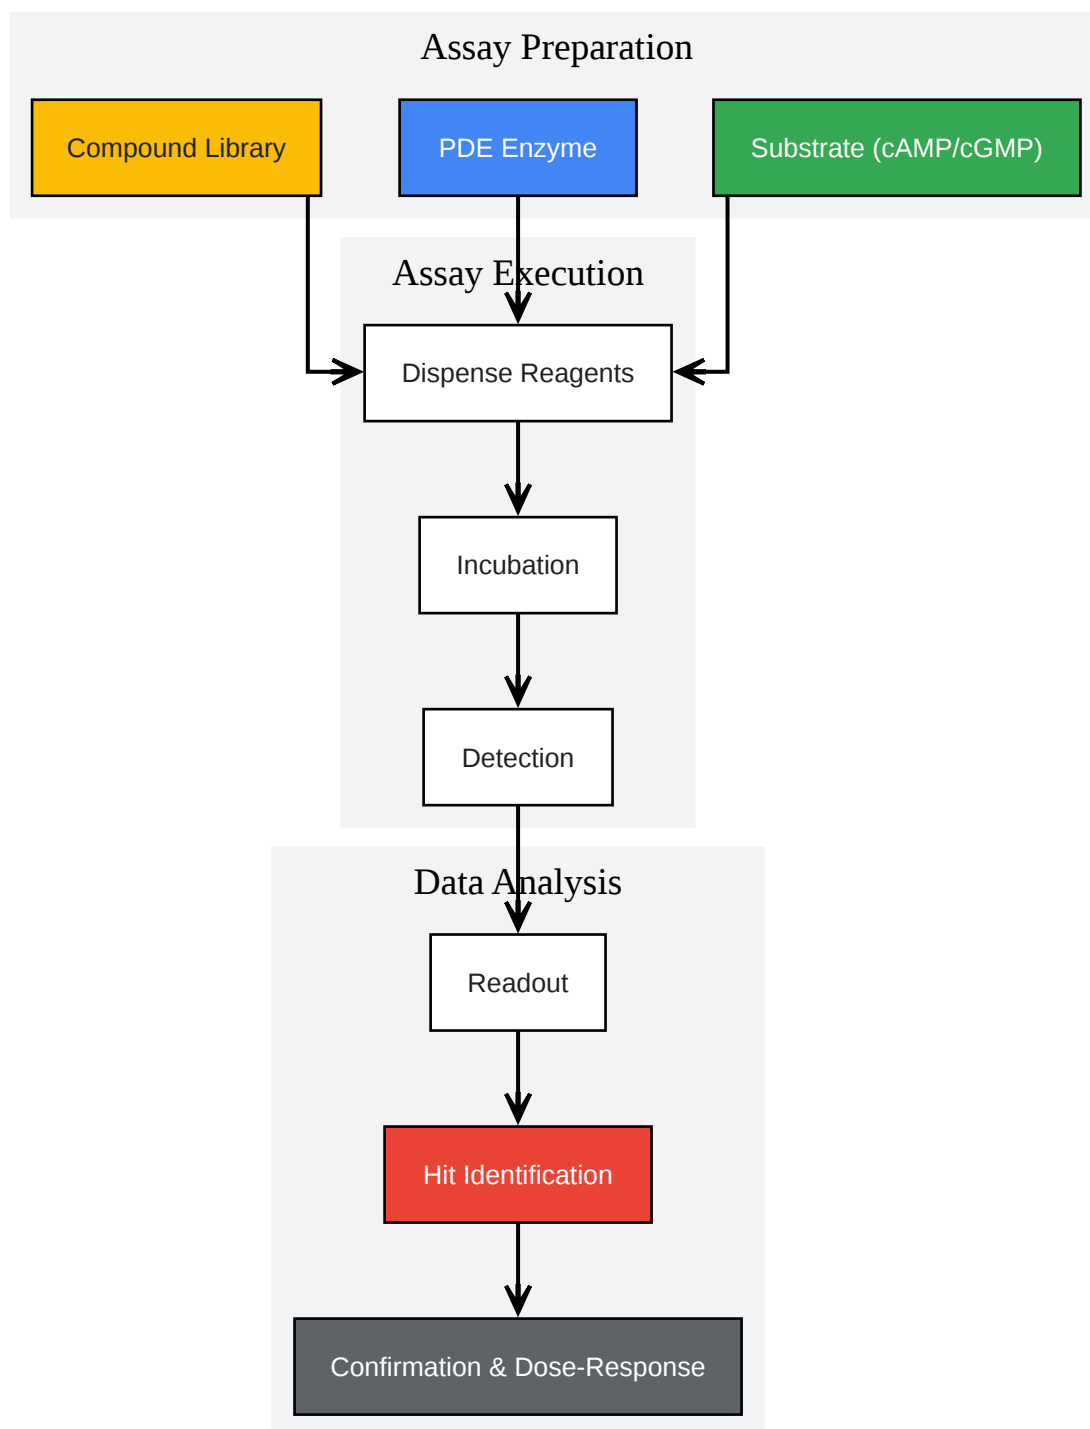 Assay Preparation
Compound Library
PDE Enzyme
Substrate (cAMP/cGMP)
Assay Execution
Dispense Reagents
Incubation
Detection
Data Analysis
Readout
Hit Identification
Confirmation & Dose-Response